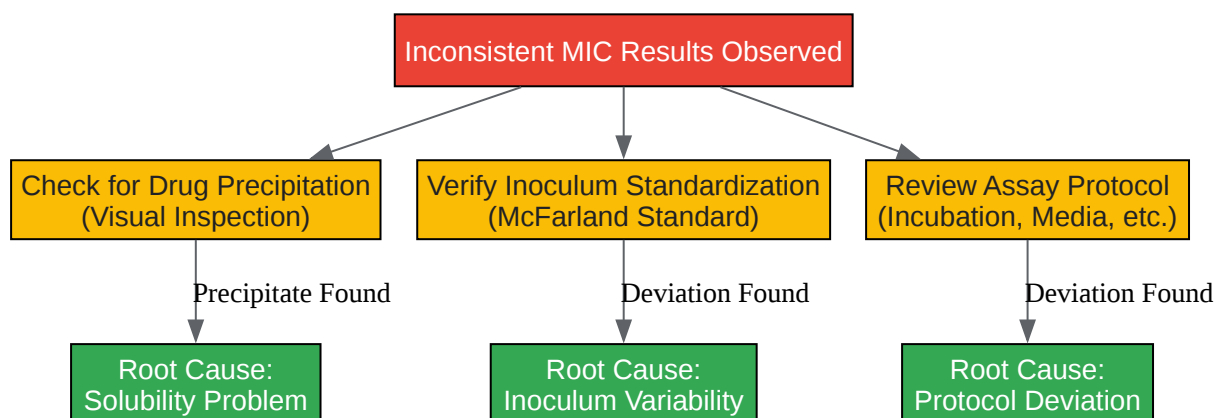 Inconsistent MIC Results Observed
Check for Drug Precipitation
(Visual Inspection)
Verify Inoculum Standardization
(McFarland Standard)
Review Assay Protocol
(Incubation, Media, etc.)
Precipitate Found
Deviation Found
Deviation Found
Root Cause:
Solubility Problem
Root Cause:
Inoculum Variability
Root Cause:
Protocol Deviation